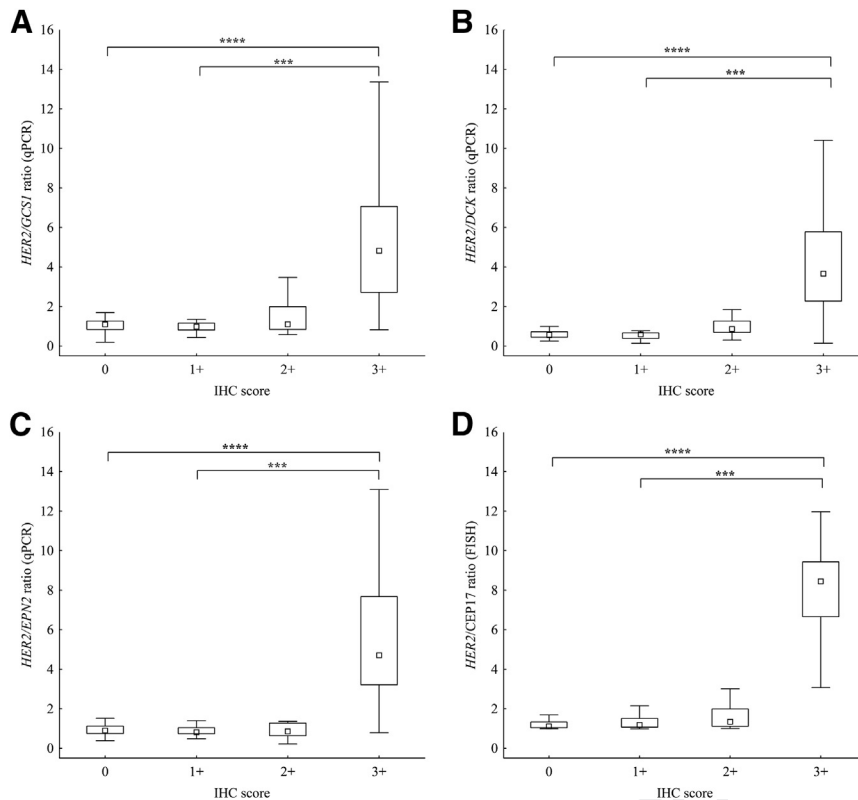 A
HER2/GCS1 ratio (qPCR)
16
14
12
10
8
6
4
2
0
****
***
0 1+ 2+ 3+
IHC score
B
HER2/DCK ratio (qPCR)
16
14
12
10
8
6
4
2
0
****
***
0 1+ 2+ 3+
IHC score
C
HER2/EPN2 ratio (qPCR)
16
14
12
10
8
6
4
2
0
****
***
0 1+ 2+ 3+
IHC score
D
HER2/CEP17 ratio (FISH)
16
14
12
10
8
6
4
2
0
****
***
0 1+ 2+ 3+
IHC score